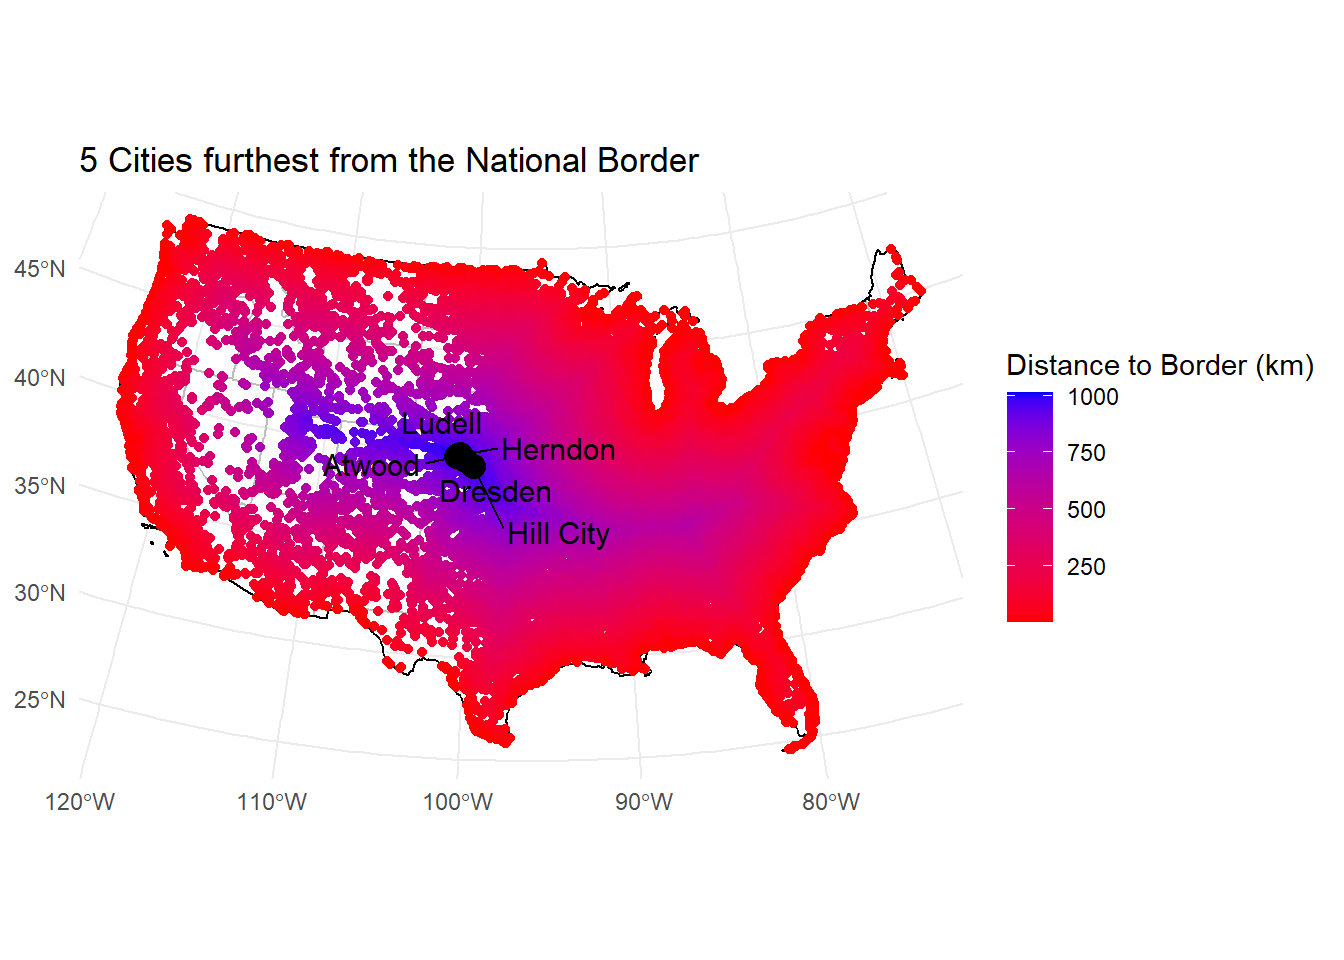 5 Cities furthest from the National Border
45°N
40°N
35°N
30°N
25°N
Ludell
Herndon
Atwood
Dresden
Hill City
120°W
110°W
100°W
90°W
80°W
Distance to Border (km)
1000
750
500
250